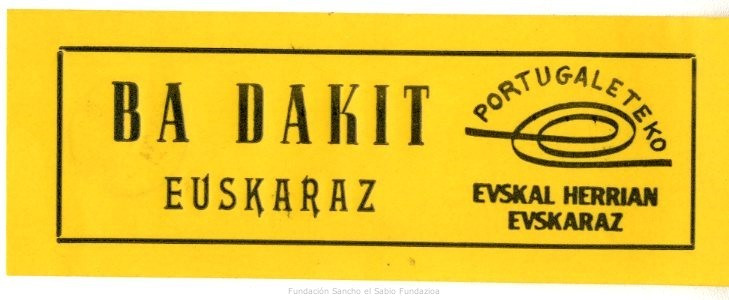 BA DAKIT
EUSKARAZ
PORTUGALETEKO
EVSKAL HERRIAN
EVSKARAZ
Fundación Sancho el Sabio Fundazioa